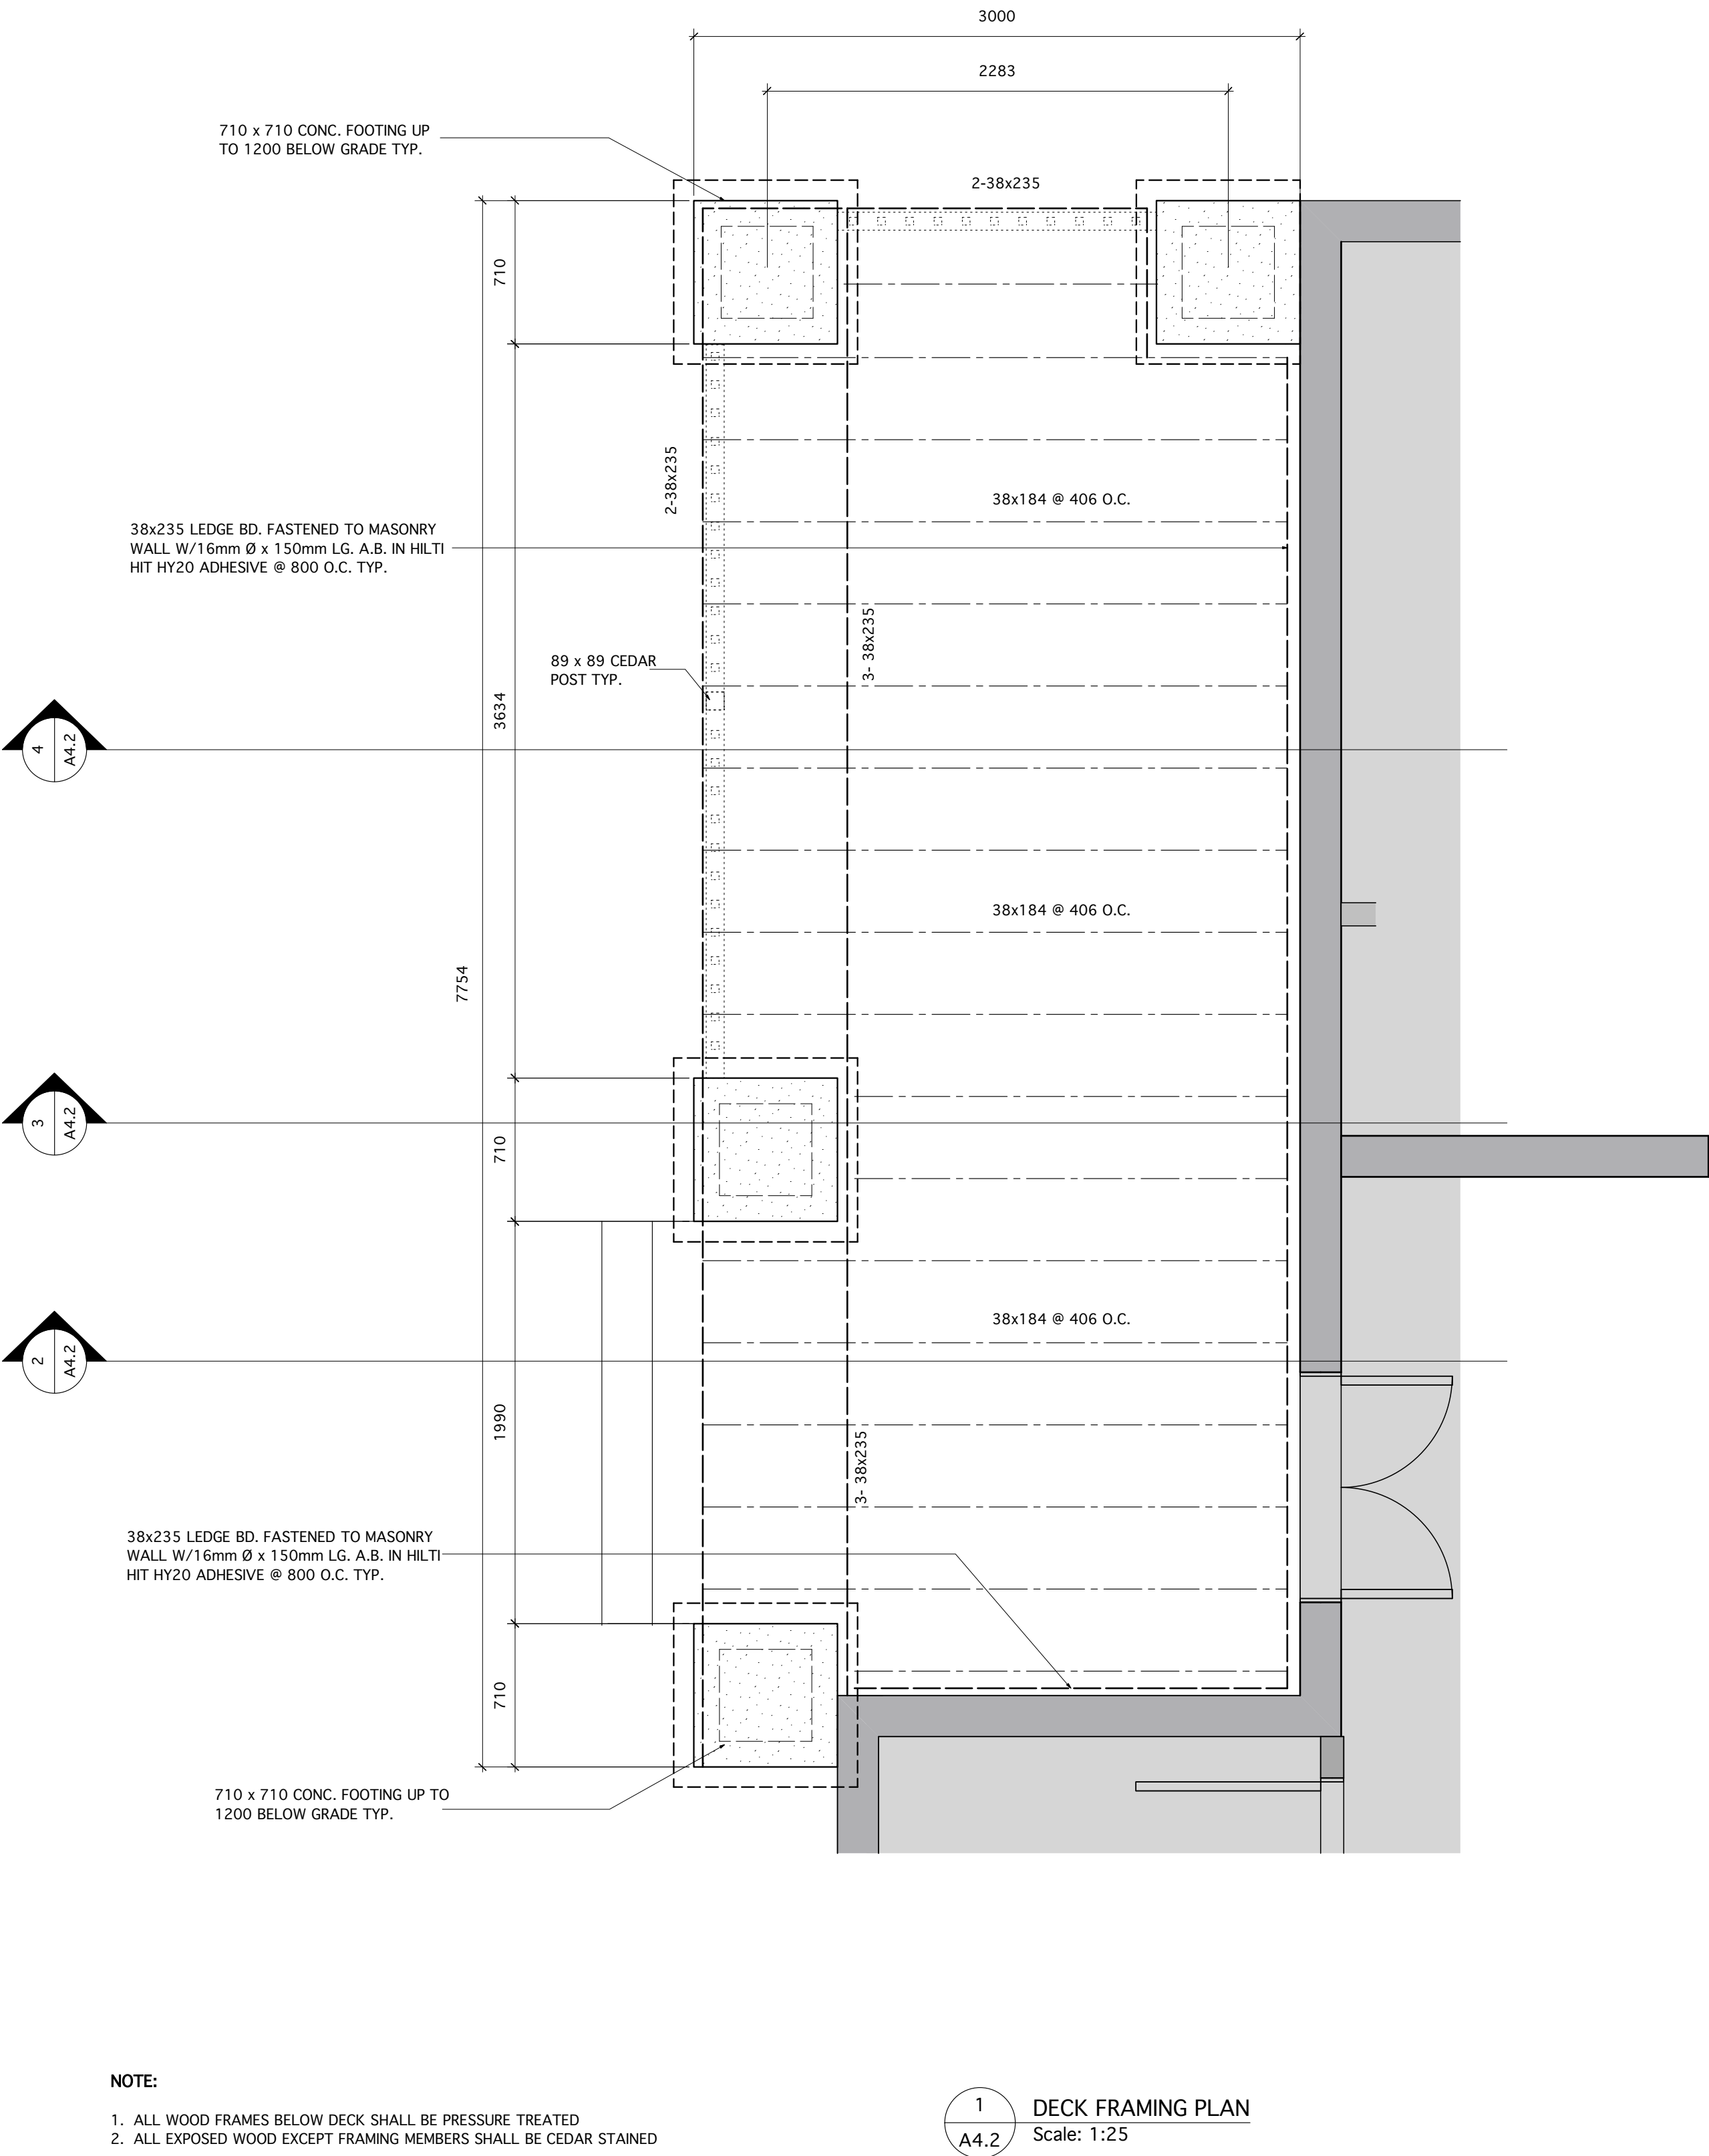 3000
2283
710 x 710 CONC. FOOTING UP
TO 1200 BELOW GRADE TYP.
2-38x235
710
2-38x235
38x184 @ 406 O.C.
38x235 LEDGE BD. FASTENED TO MASONRY
WALL W/16mm Ø x 150mm LG. A.B. IN HILTI
HIT HY20 ADHESIVE @ 800 O.C. TYP.
3- 38x235
89 x 89 CEDAR
POST TYP.
3634
4
A4.2
38x184 @ 406 O.C.
7754
3
A4.2
710
38x184 @ 406 O.C.
2
A4.2
1990
3- 38x235
38x235 LEDGE BD. FASTENED TO MASONRY
WALL W/16mm Ø x 150mm LG. A.B. IN HILTI
HIT HY20 ADHESIVE @ 800 O.C. TYP.
710
710 x 710 CONC. FOOTING UP TO
1200 BELOW GRADE TYP.
NOTE:
1. ALL WOOD FRAMES BELOW DECK SHALL BE PRESSURE TREATED
2. ALL EXPOSED WOOD EXCEPT FRAMING MEMBERS SHALL BE CEDAR STAINED
1
A4.2
DECK FRAMING PLAN
Scale: 1:25